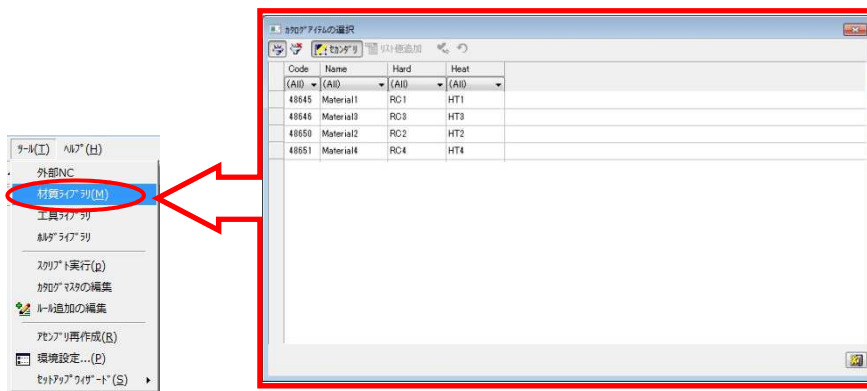 カタログアイテムの選択
セカンダリ リスト値追加
Code Name Hard Heat
(All) (All) (All) (All)
48645 Material1 RC1 HT1
48646 Material3 RC3 HT3
48650 Material2 RC2 HT2
48651 Material4 RC4 HT4
ツール(T) ヘルプ(H)
外部NC
材質ライブラリ(M)
工具ライブラリ
ホルダライブラリ
スクリプト実行(p)
カタログマスタの編集
ルール追加の編集
アセンブリ再作成(R)
環境設定...(P)
セットアップウィザード(S)